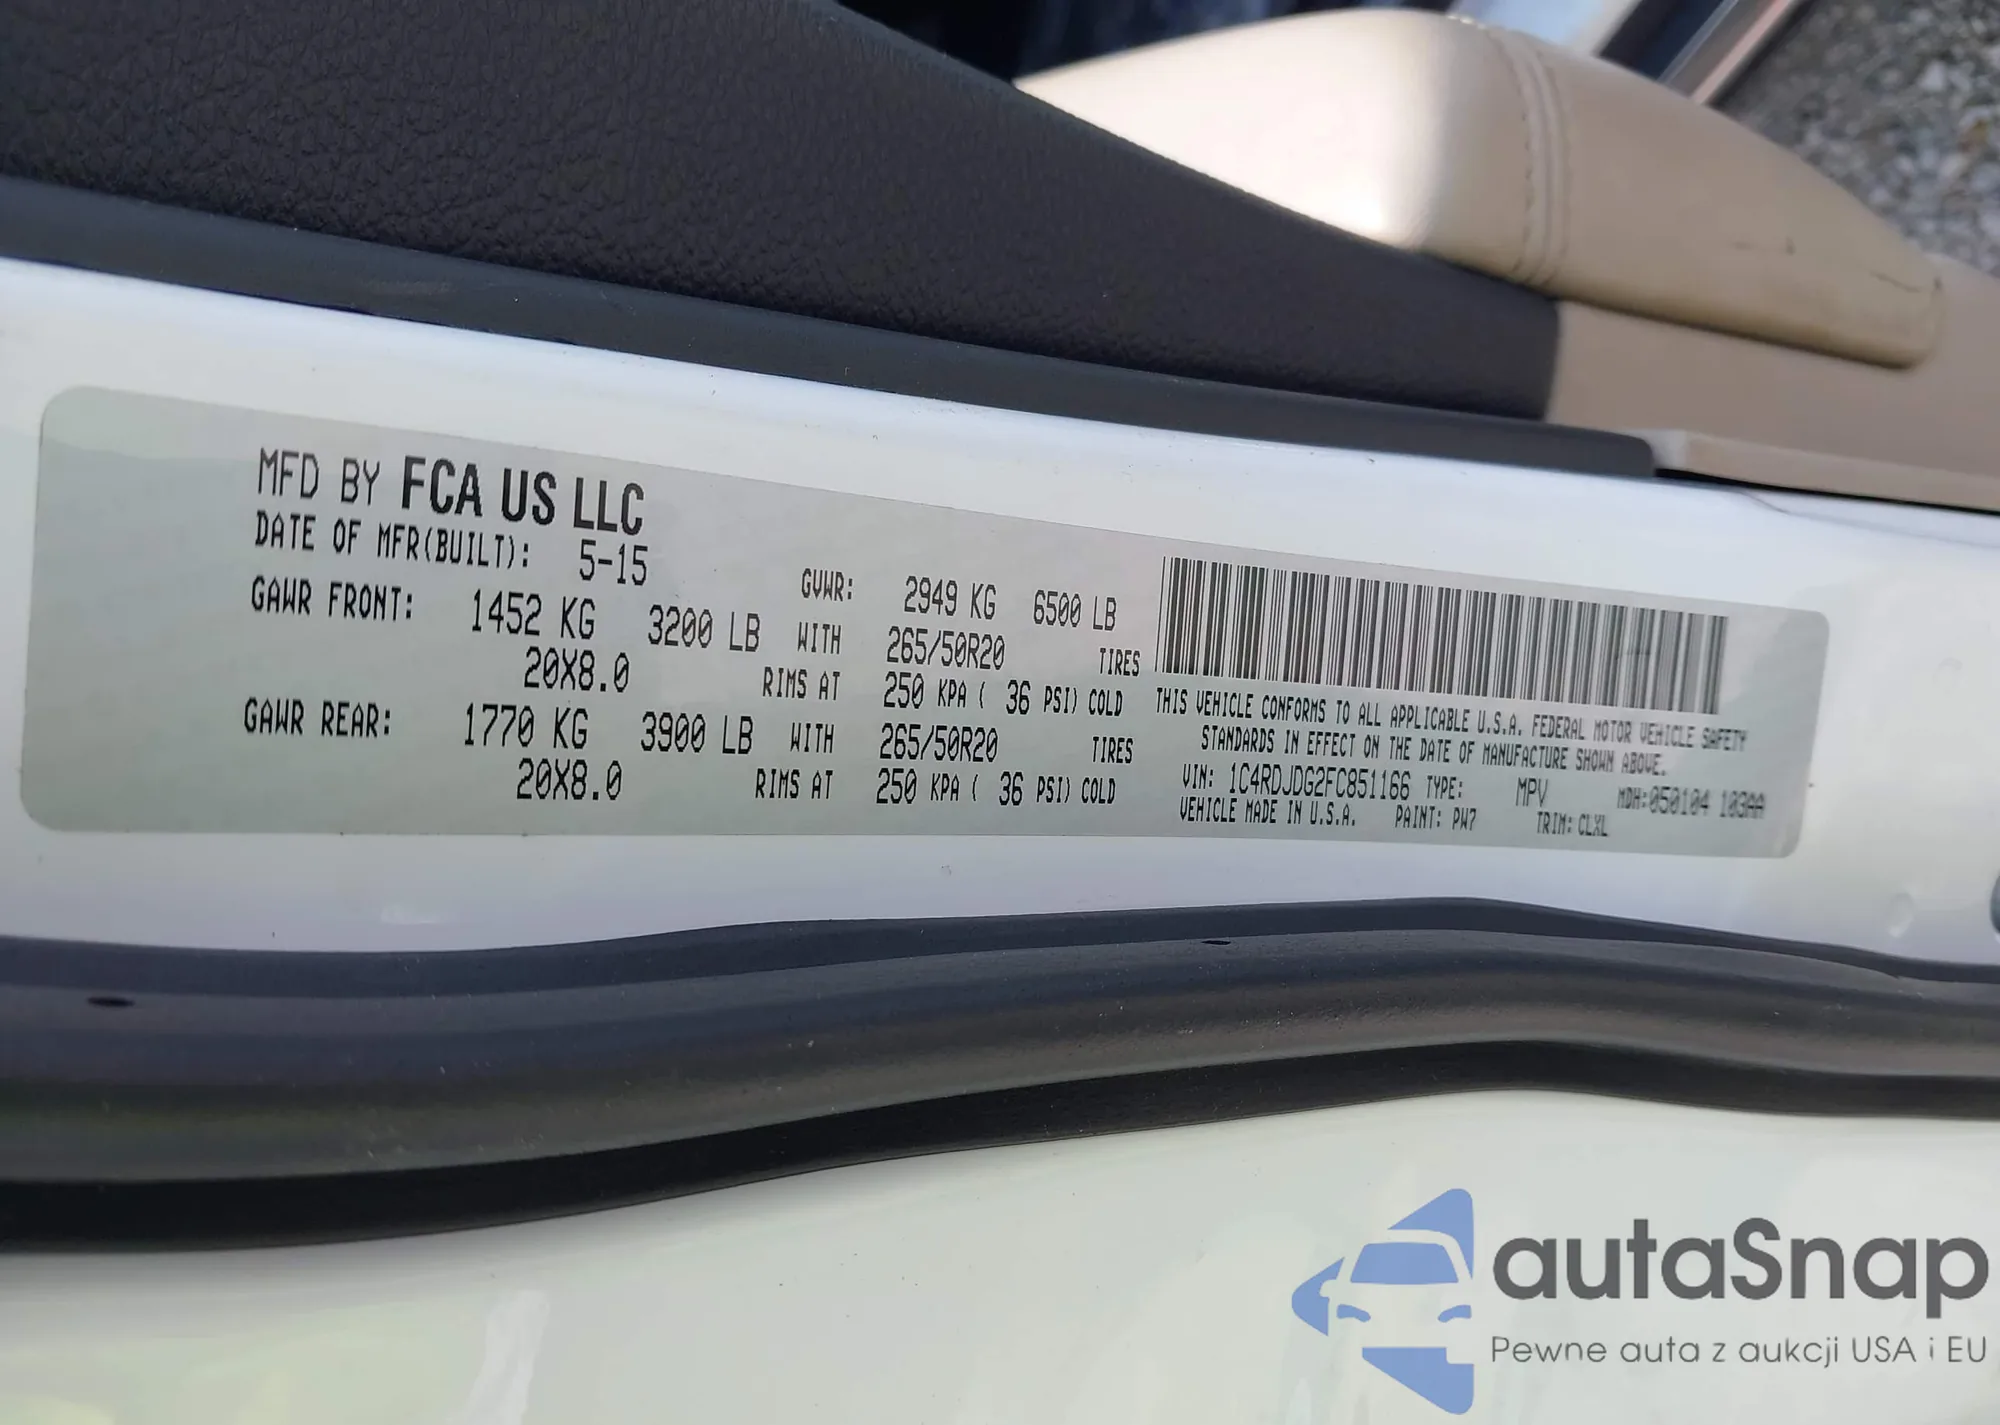 MFD BY FCA US LLC
DATE OF MFR(BUILT): 5-15 GVWR: 2949 KG 6500 LB
GAWR FRONT: 1452 KG 3200 LB WITH 265/50R20 TIRES
20X8.0 RIMS AT 250 KPA ( 36 PSI) COLD
GAWR REAR: 1770 KG 3900 LB WITH 265/50R20 TIRES
20X8.0 RIMS AT 250 KPA ( 36 PSI) COLD
THIS VEHICLE CONFORMS TO ALL APPLICABLE U.S.A. FEDERAL MOTOR VEHICLE SAFETY
STANDARDS IN EFFECT ON THE DATE OF MANUFACTURE SHOWN ABOVE.
VIN: 1C4RDJDG2FC851166 TYPE: MPV MDH:050104 103AA
VEHICLE MADE IN U.S.A. PAINT: PW7 TRIM: CLXL
autaSnap
Pewne auta z aukcji USA i EU